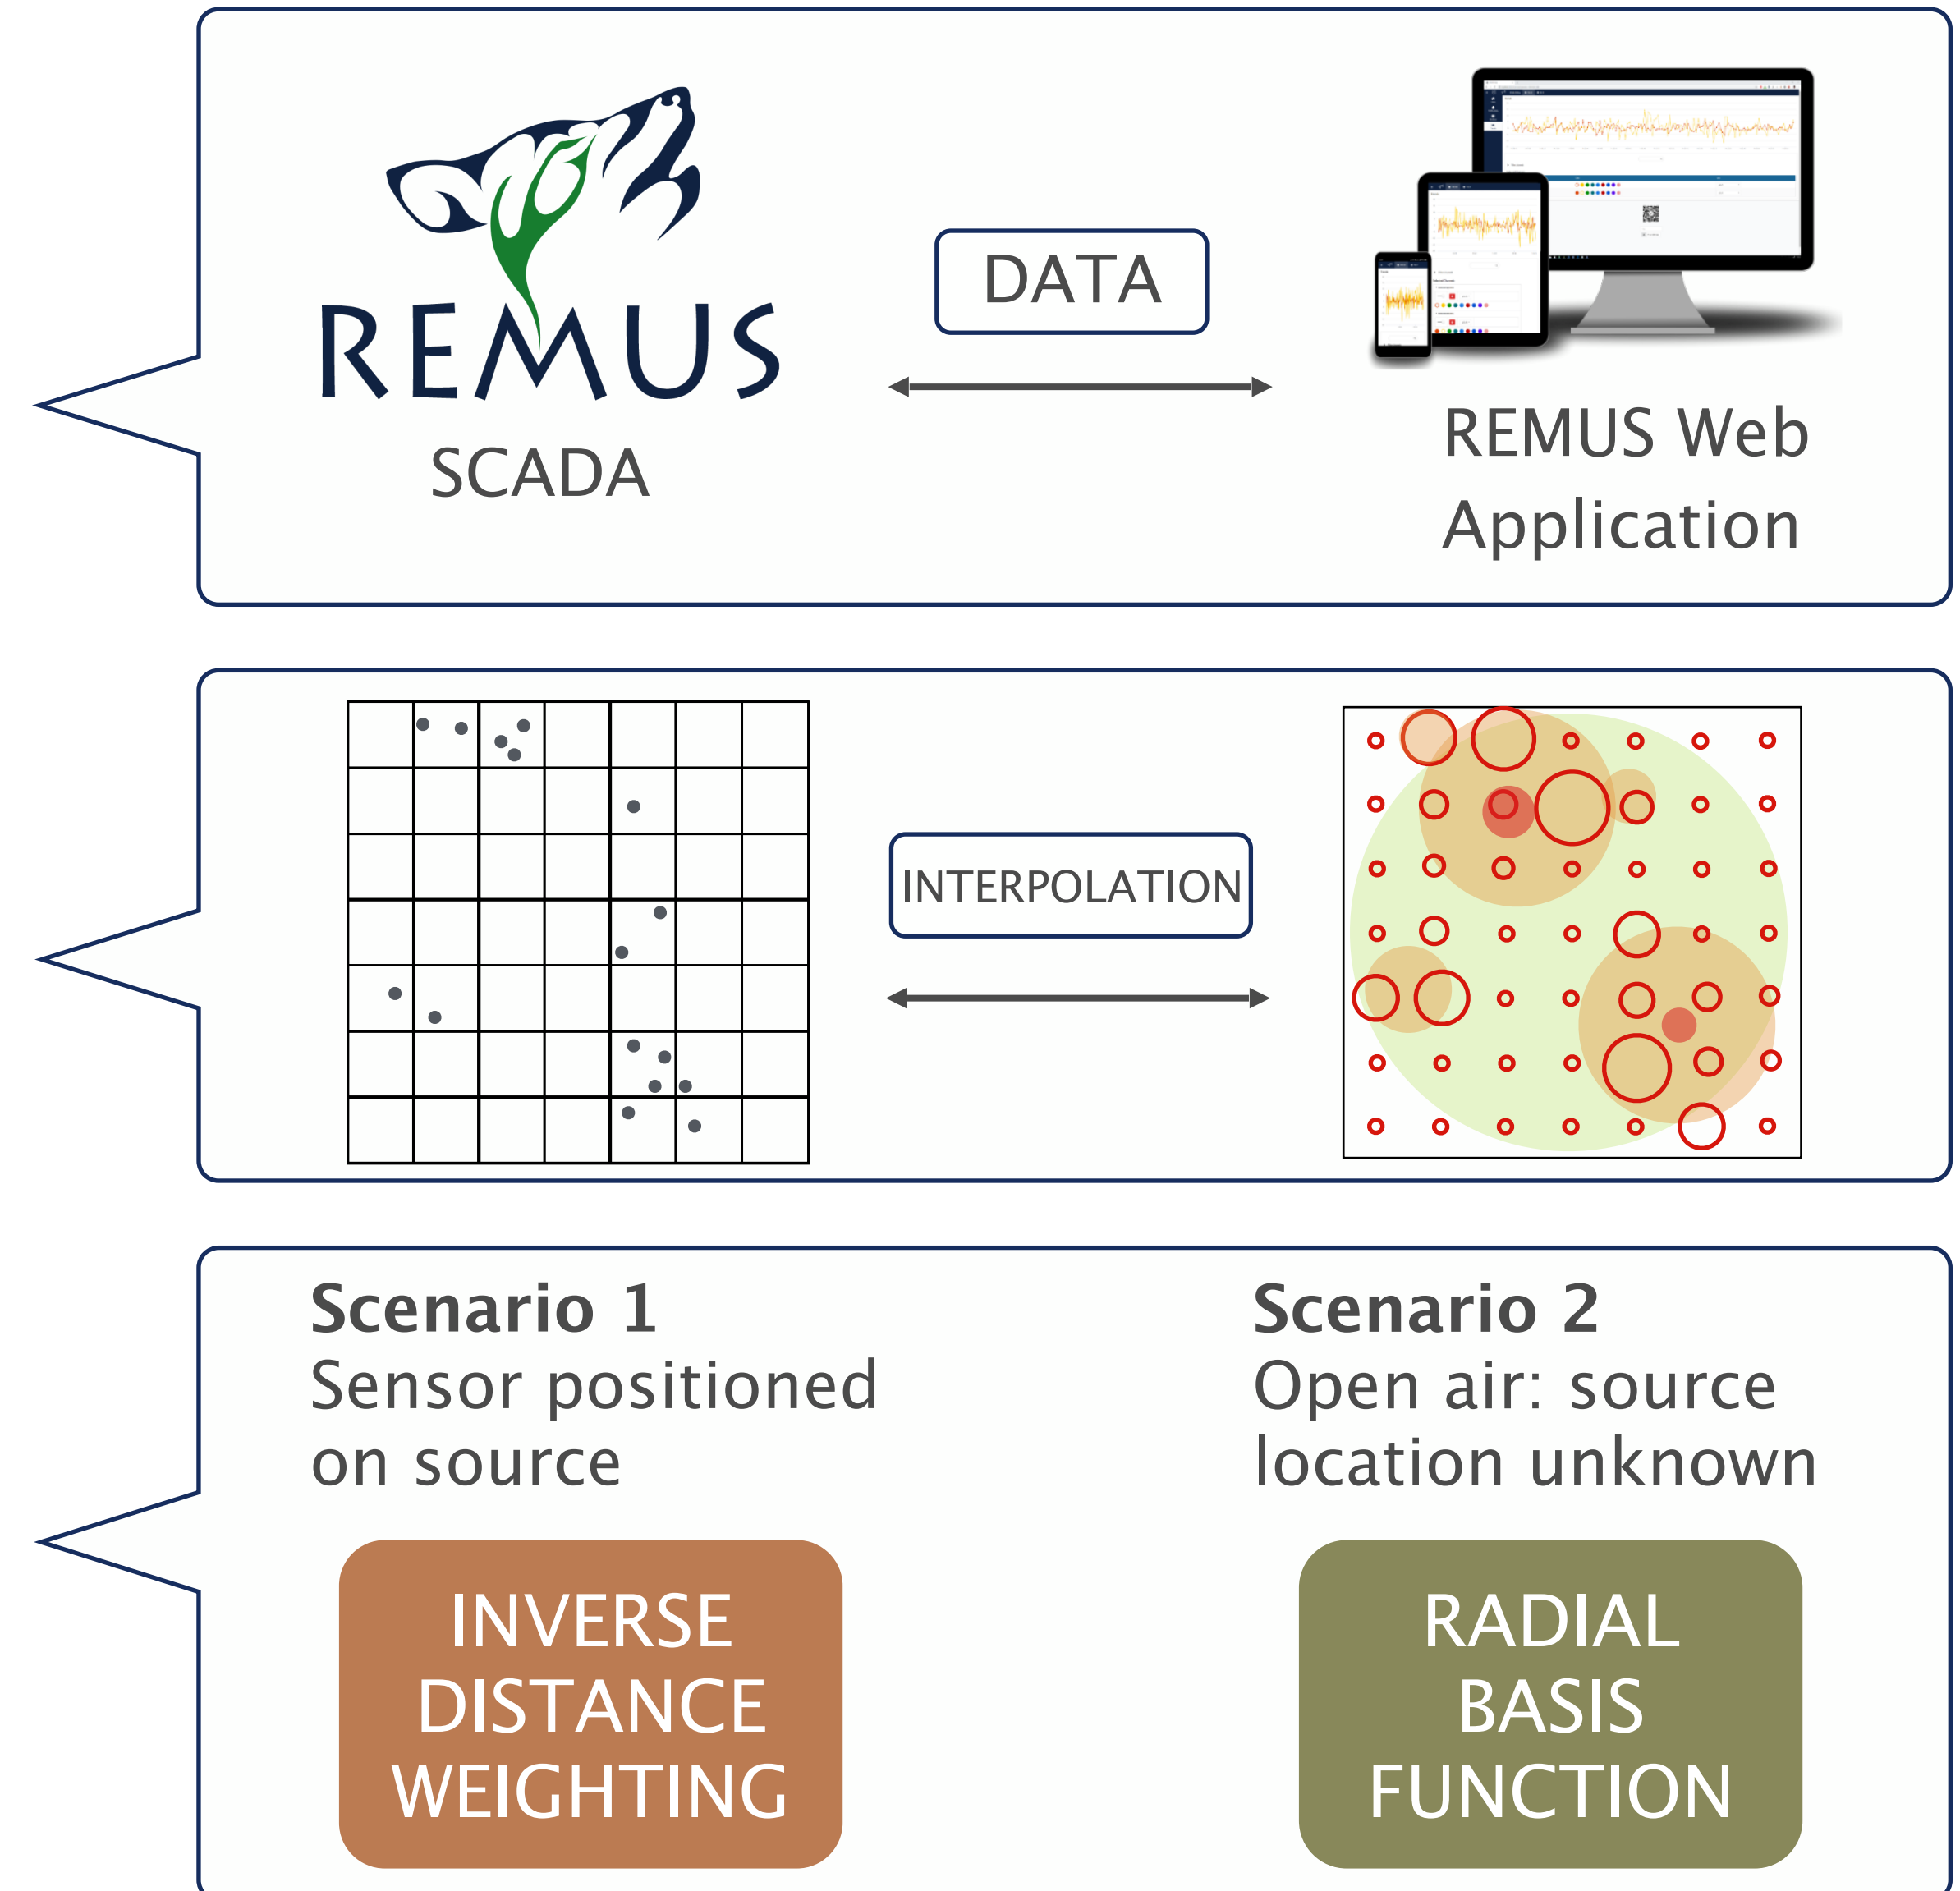 REMUS
SCADA
DATA
REMUS Web
Application
INTERPOLATION
Scenario 1
Sensor positioned
on source
INVERSE
DISTANCE
WEIGHTING
Scenario 2
Open air: source
location unknown
RADIAL
BASIS
FUNCTION